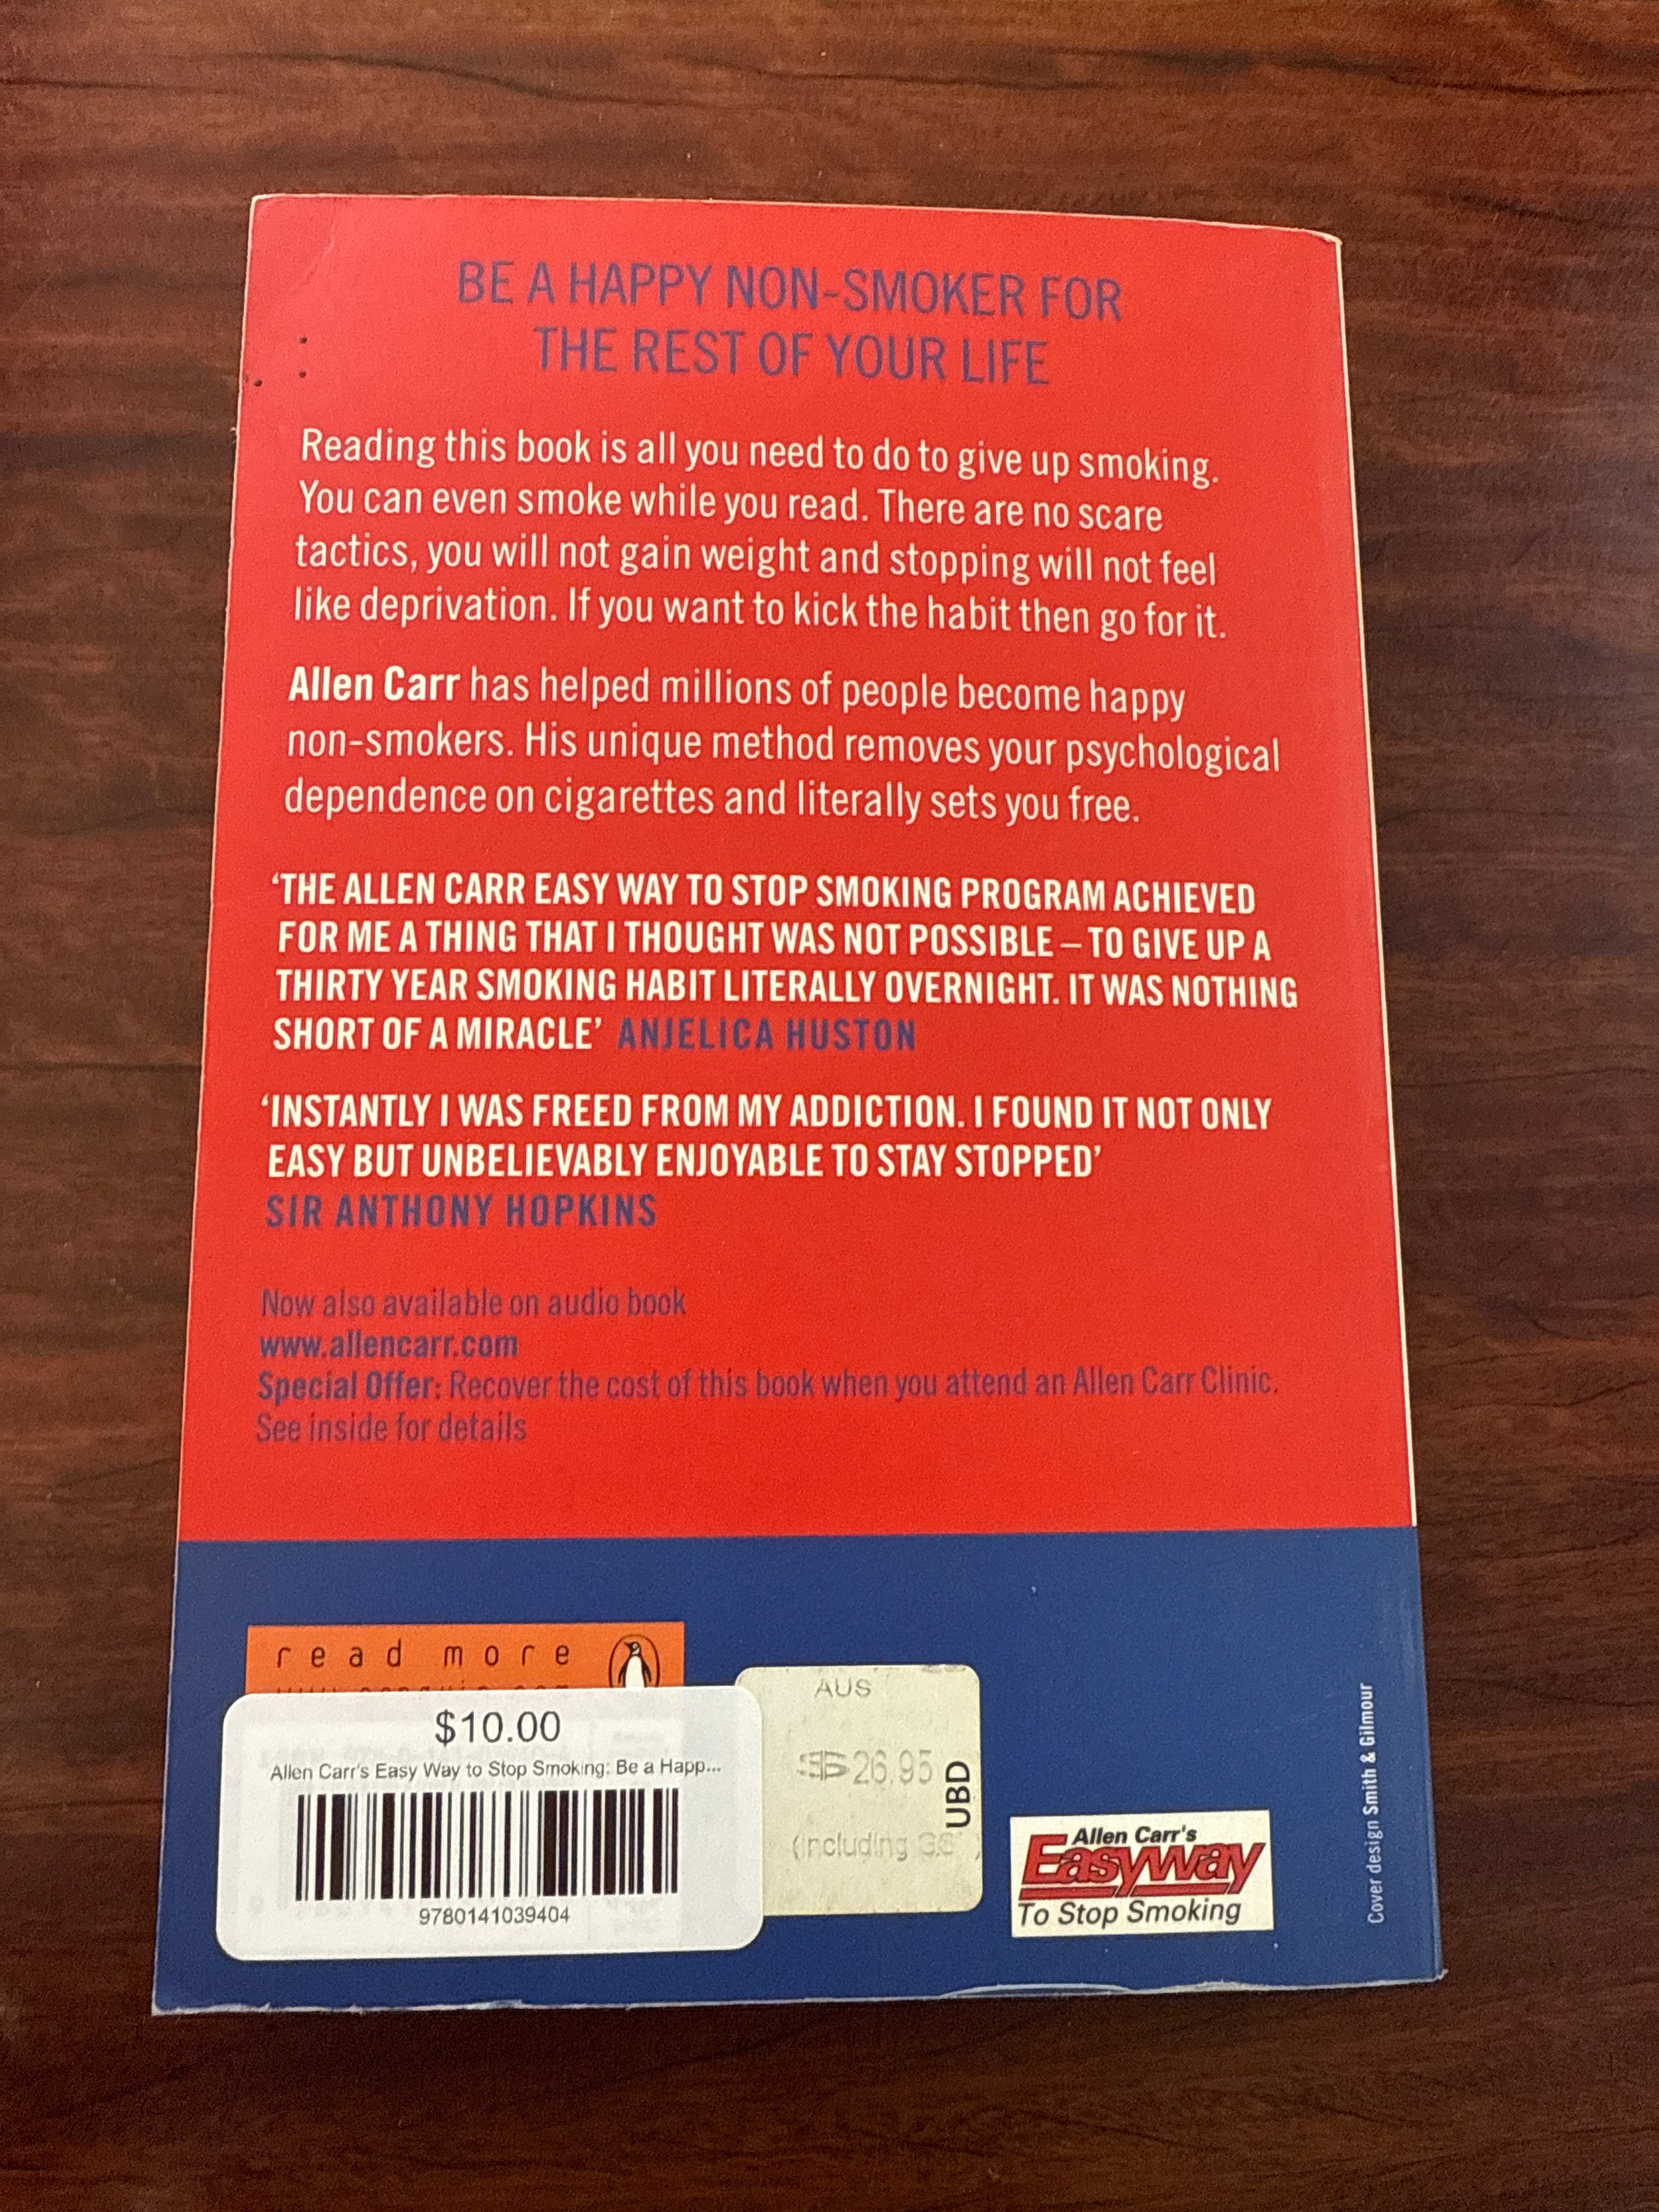 BE A HAPPY NON-SMOKER FOR
THE REST OF YOUR LIFE
Reading this book is all you need to do to give up smoking.
You can even smoke while you read. There are no scare
tactics, you will not gain weight and stopping will not feel
like deprivation. If you want to kick the habit then go for it.
Allen Carr has helped millions of people become happy
non-smokers. His unique method removes your psychological
dependence on cigarettes and literally sets you free.
‘THE ALLEN CARR EASY WAY TO STOP SMOKING PROGRAM ACHIEVED
FOR ME A THING THAT I THOUGHT WAS NOT POSSIBLE – TO GIVE UP A
THIRTY YEAR SMOKING HABIT LITERALLY OVERNIGHT. IT WAS NOTHING
SHORT OF A MIRACLE’ ANJELICA HUSTON
‘INSTANTLY I WAS FREED FROM MY ADDICTION. I FOUND IT NOT ONLY
EASY BUT UNBELIEVABLY ENJOYABLE TO STAY STOPPED’
SIR ANTHONY HOPKINS
Now also available on audio book
www.allencarr.com
Special Offer: Recover the cost of this book when you attend an Allen Carr Clinic.
See inside for details
read more
$10.00
Allen Carr's Easy Way to Stop Smoking: Be a Happ...
9780141039404
AUS
26.95
(including
UBD
Allen Carr's
Easyway
To Stop Smoking
Cover design Smith & Gilmour